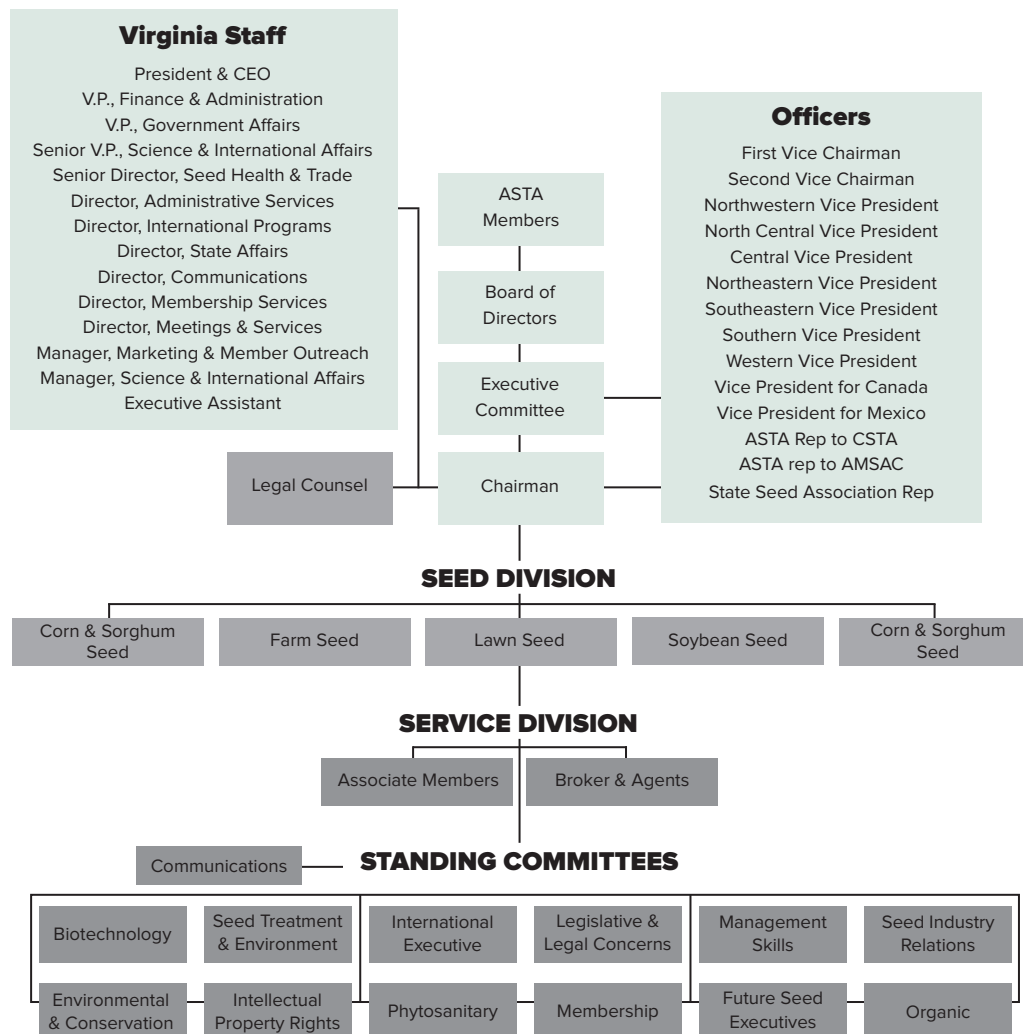 Virginia Staff
President & CEO
V.P., Finance & Administration
V.P., Government Affairs
Senior V.P., Science & International Affairs
Senior Director, Seed Health & Trade
Director, Administrative Services
Director, International Programs
Director, State Affairs
Director, Communications
Director, Membership Services
Director, Meetings & Services
Manager, Marketing & Member Outreach
Manager, Science & International Affairs
Executive Assistant
ASTA
Members
Board of
Directors
Executive
Committee
Legal Counsel
Chairman
Officers
First Vice Chairman
Second Vice Chairman
Northwestern Vice President
North Central Vice President
Central Vice President
Northeastern Vice President
Southeastern Vice President
Southern Vice President
Western Vice President
Vice President for Canada
Vice President for Mexico
ASTA Rep to CSTA
ASTA rep to AMSAC
State Seed Association Rep
SEED DIVISION
Corn & Sorghum
Seed
Farm Seed
Lawn Seed
Soybean Seed
Corn & Sorghum
Seed
SERVICE DIVISION
Associate Members
Broker & Agents
Communications
STANDING COMMITTEES
Biotechnology
Seed Treatment
& Environment
International
Executive
Legislative &
Legal Concerns
Management
Skills
Seed Industry
Relations
Environmental
& Conservation
Intellectual
Property Rights
Phytosanitary
Membership
Future Seed
Executives
Organic